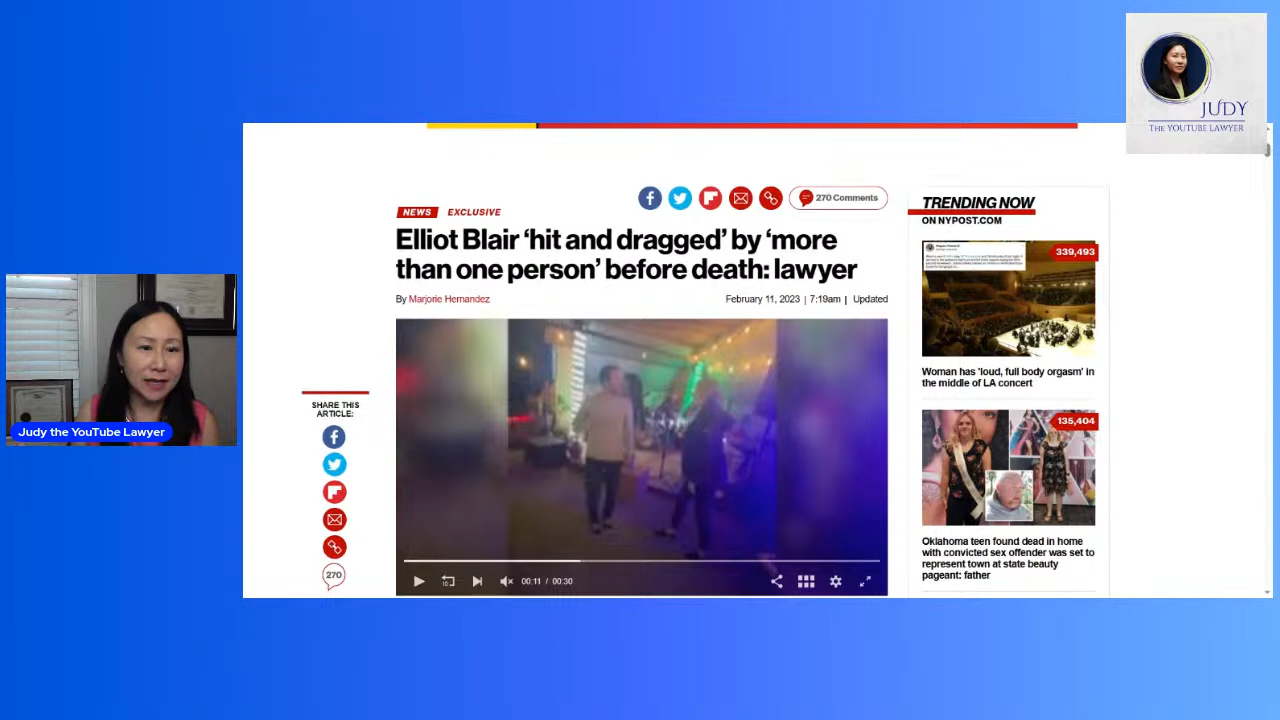 JUDY
THE YOUTUBE LAWYER
NEWS EXCLUSIVE
270 Comments
Elliot Blair ‘hit and dragged’ by ‘more
than one person’ before death: lawyer
By Marjorie Hernandez
February 11, 2023 | 7:19am | Updated
SHARE THIS
ARTICLE:
270
10
00:11 / 00:30
TRENDING NOW
ON NYPOST.COM
339,493
Woman has 'loud, full body orgasm' in
the middle of LA concert
135,404
Oklahoma teen found dead in home
with convicted sex offender was set to
represent town at state beauty
pageant: father
Judy the YouTube Lawyer